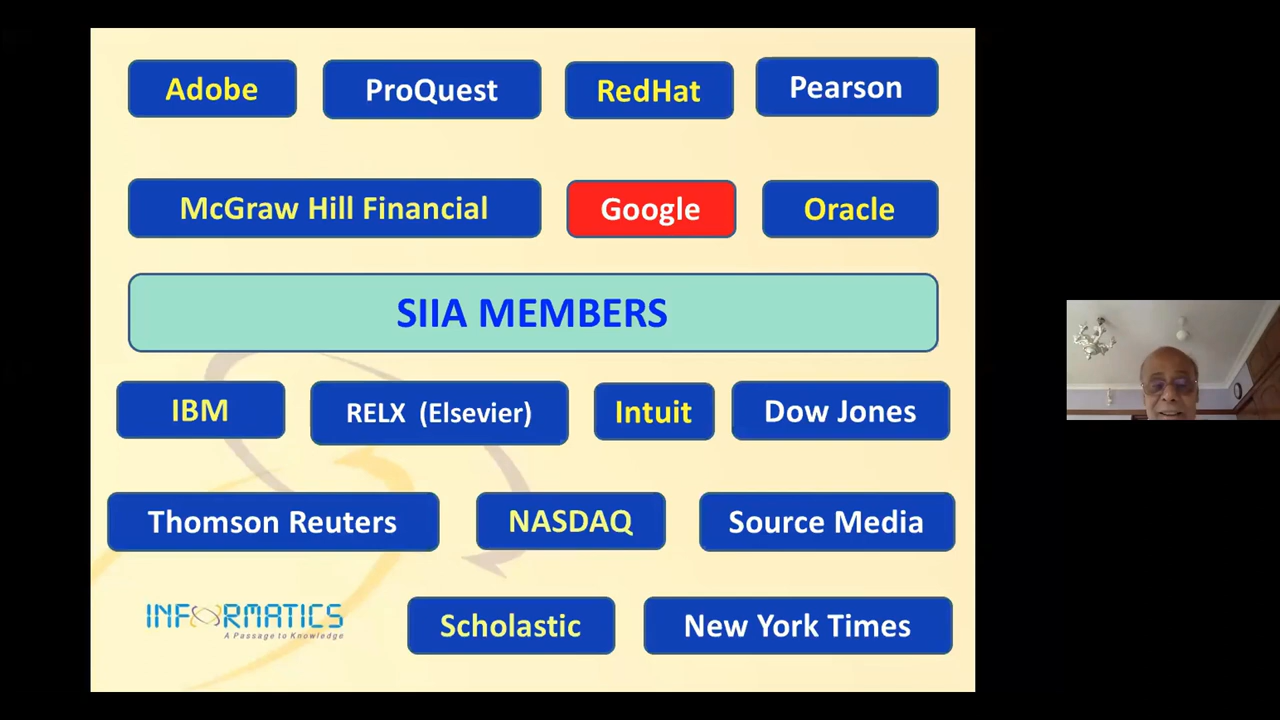 Adobe
ProQuest
RedHat
Pearson
McGraw Hill Financial
Google
Oracle
SIIA MEMBERS
IBM
RELX (Elsevier)
Intuit
Dow Jones
Thomson Reuters
NASDAQ
Source Media
INFORMATICS
A Passage to Knowledge
Scholastic
New York Times